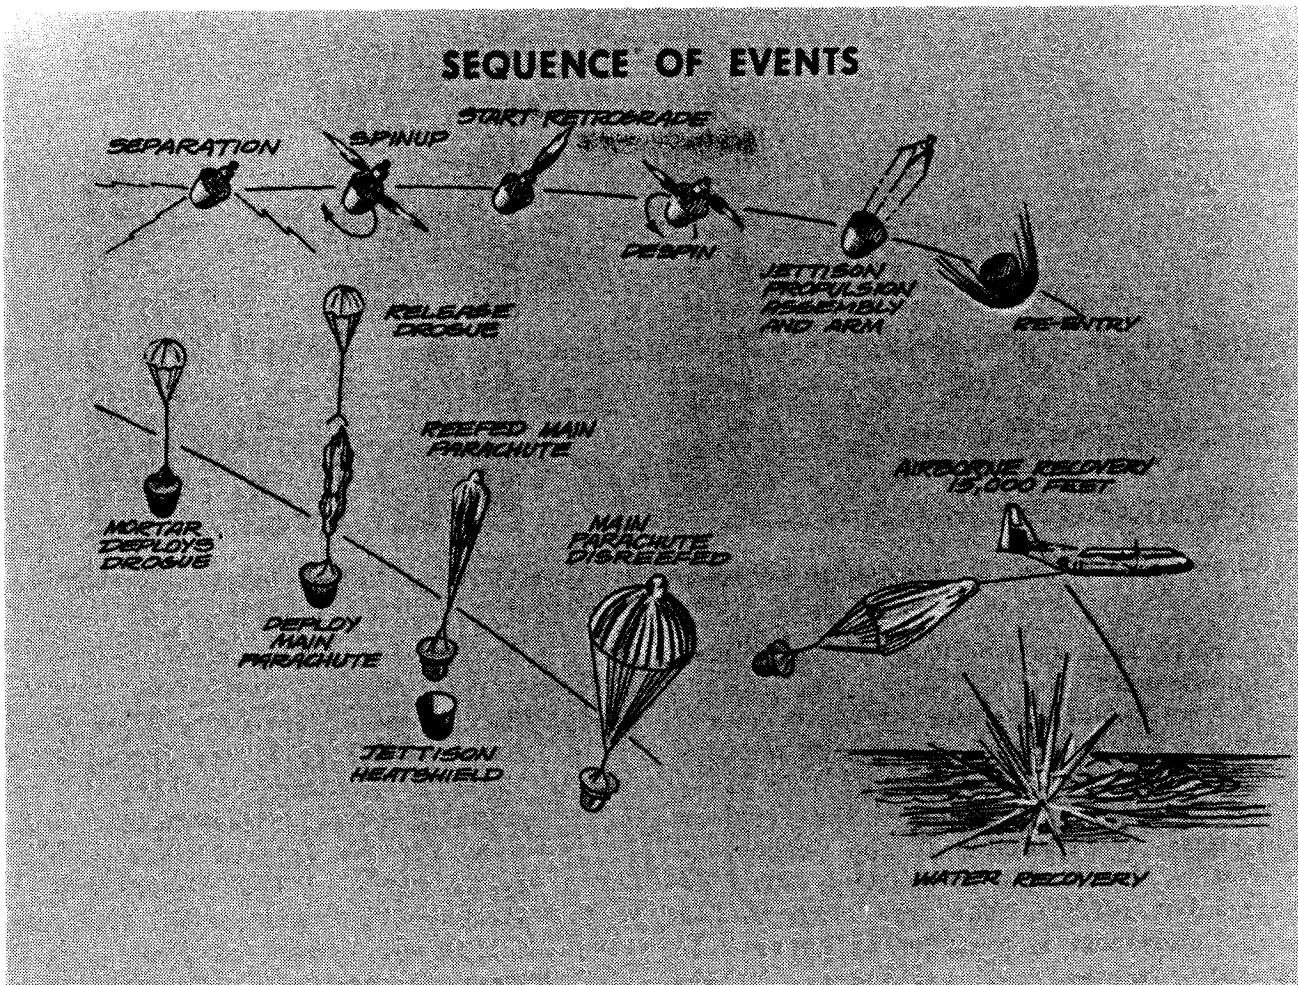 SEQUENCE OF EVENTS
SEPARATION
SPINUP
START RETROGRADE
DESPIN
JETTISON
PROPULSION
ASSEMBLY
AND ARM
RE-ENTRY
MORTAR
DEPLOYS
DROGUE
RELEASE
DROGUE
DEPLOY
MAIN
PARACHUTE
REEFED MAIN
PARACHUTE
JETTISON
HEATSHIELD
MAIN
PARACHUTE
DISREEFED
AIRBORNE RECOVERY
15,000 FEET
WATER RECOVERY